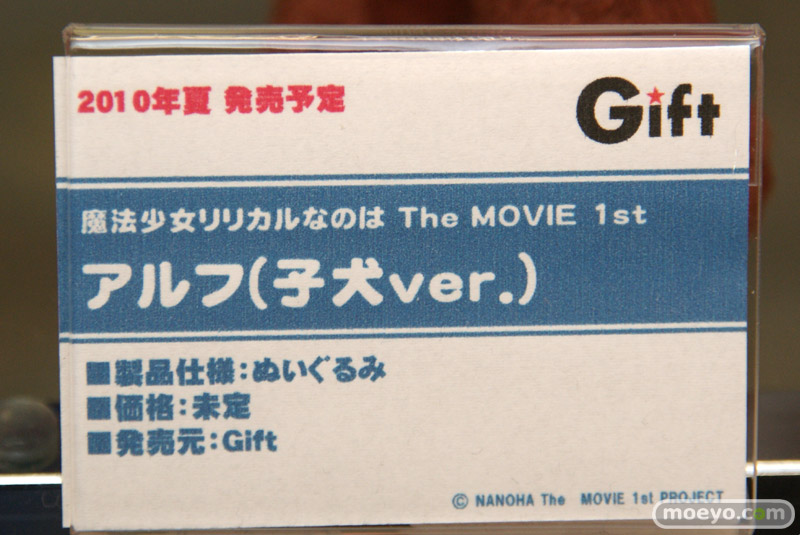 2010年夏 発売予定
Gift
魔法少女リリカルなのは The MOVIE 1st
アルフ(子犬ver.)
■製品仕様:ぬいぐるみ
■価格:未定
■発売元:Gift
© NANOHA The MOVIE 1st PROJECT
moeyo.com